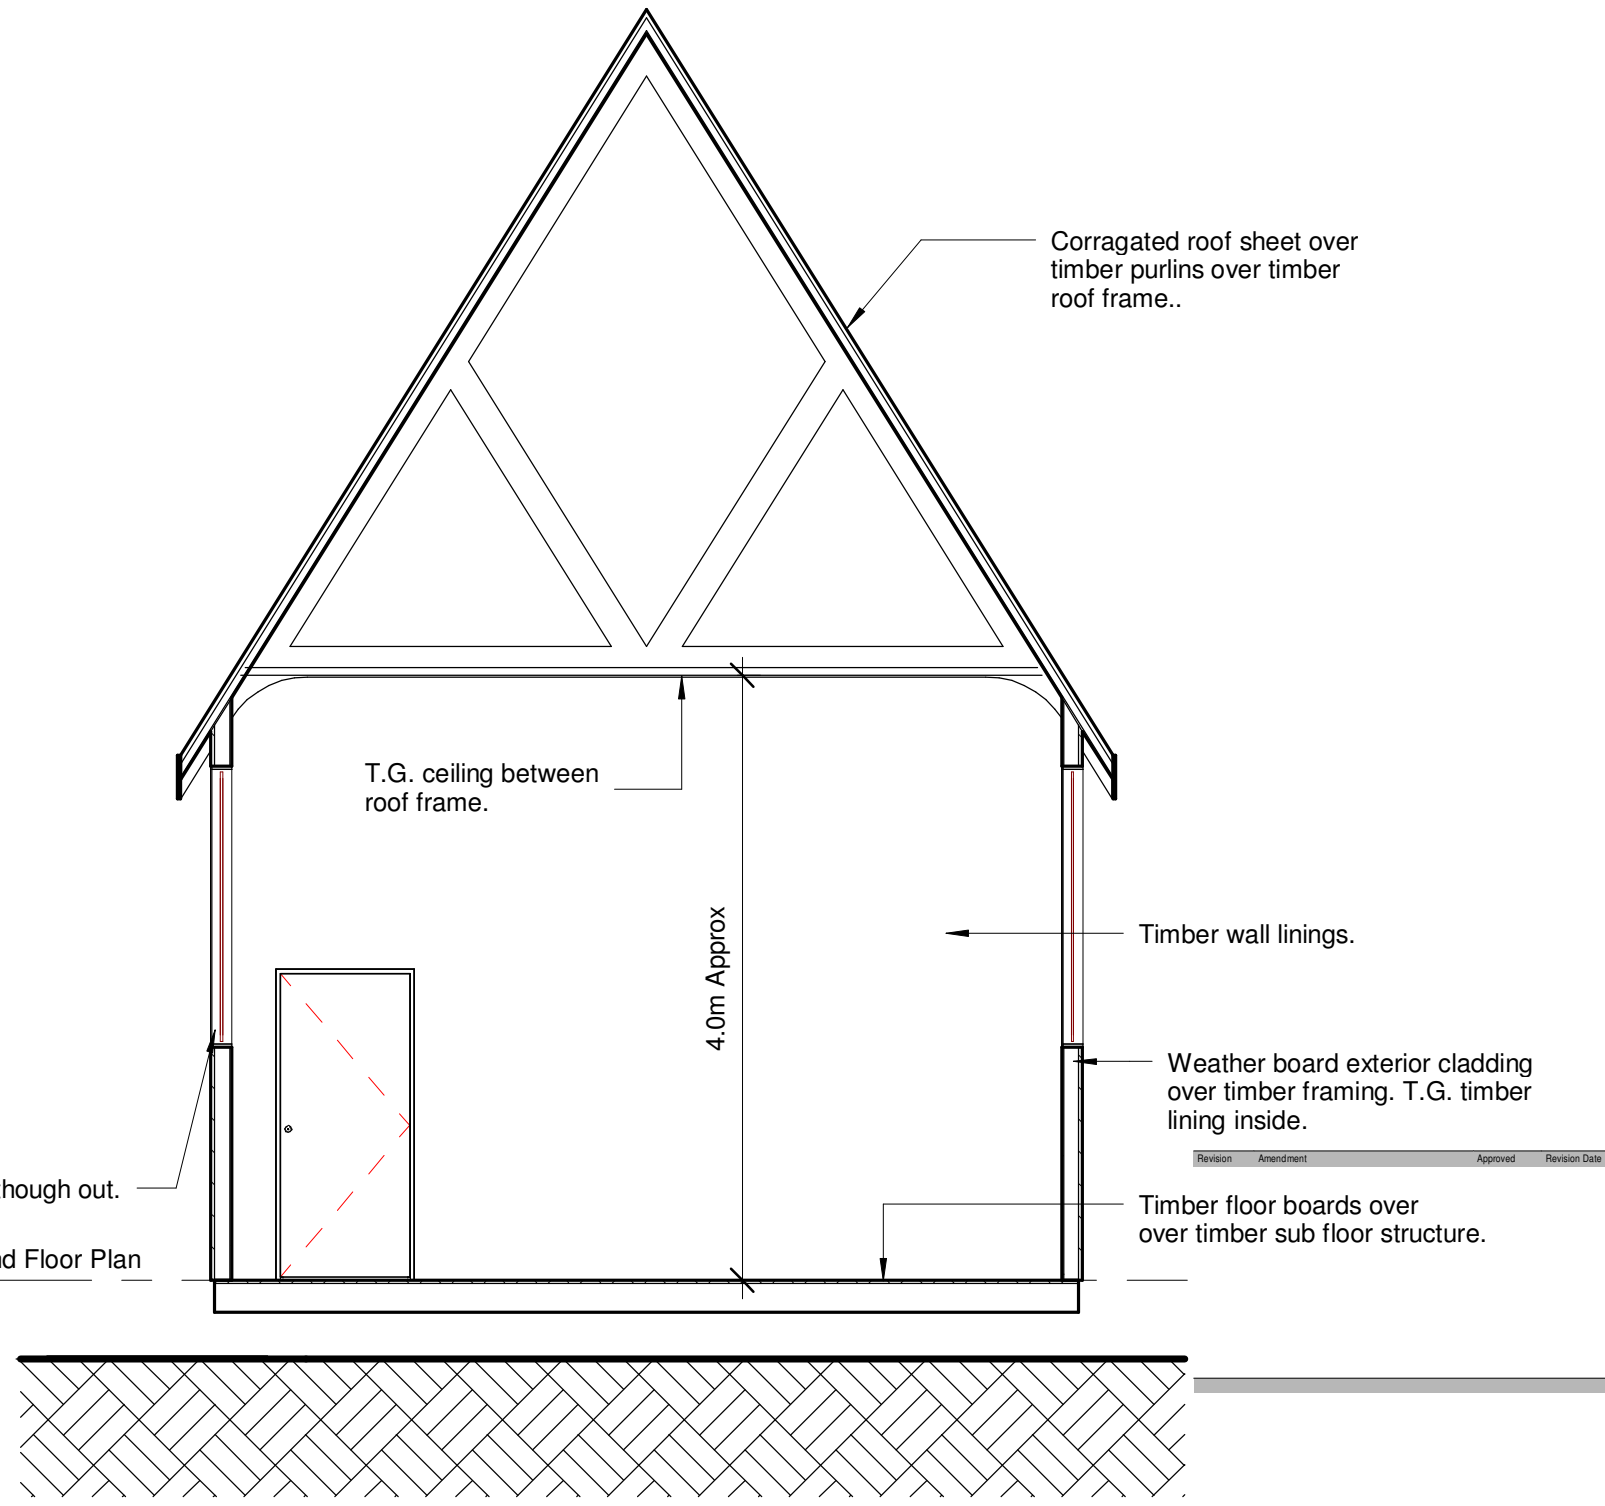 Corragated roof sheet over
timber purlins over timber
roof frame..
T.G. ceiling between
roof frame.
4.0m Approx
Timber wall linings.
Weather board exterior cladding
over timber framing. T.G. timber
lining inside.
Revision Amendment Approved Revision Date
though out.
Timber floor boards over
over timber sub floor structure.
Floor Plan